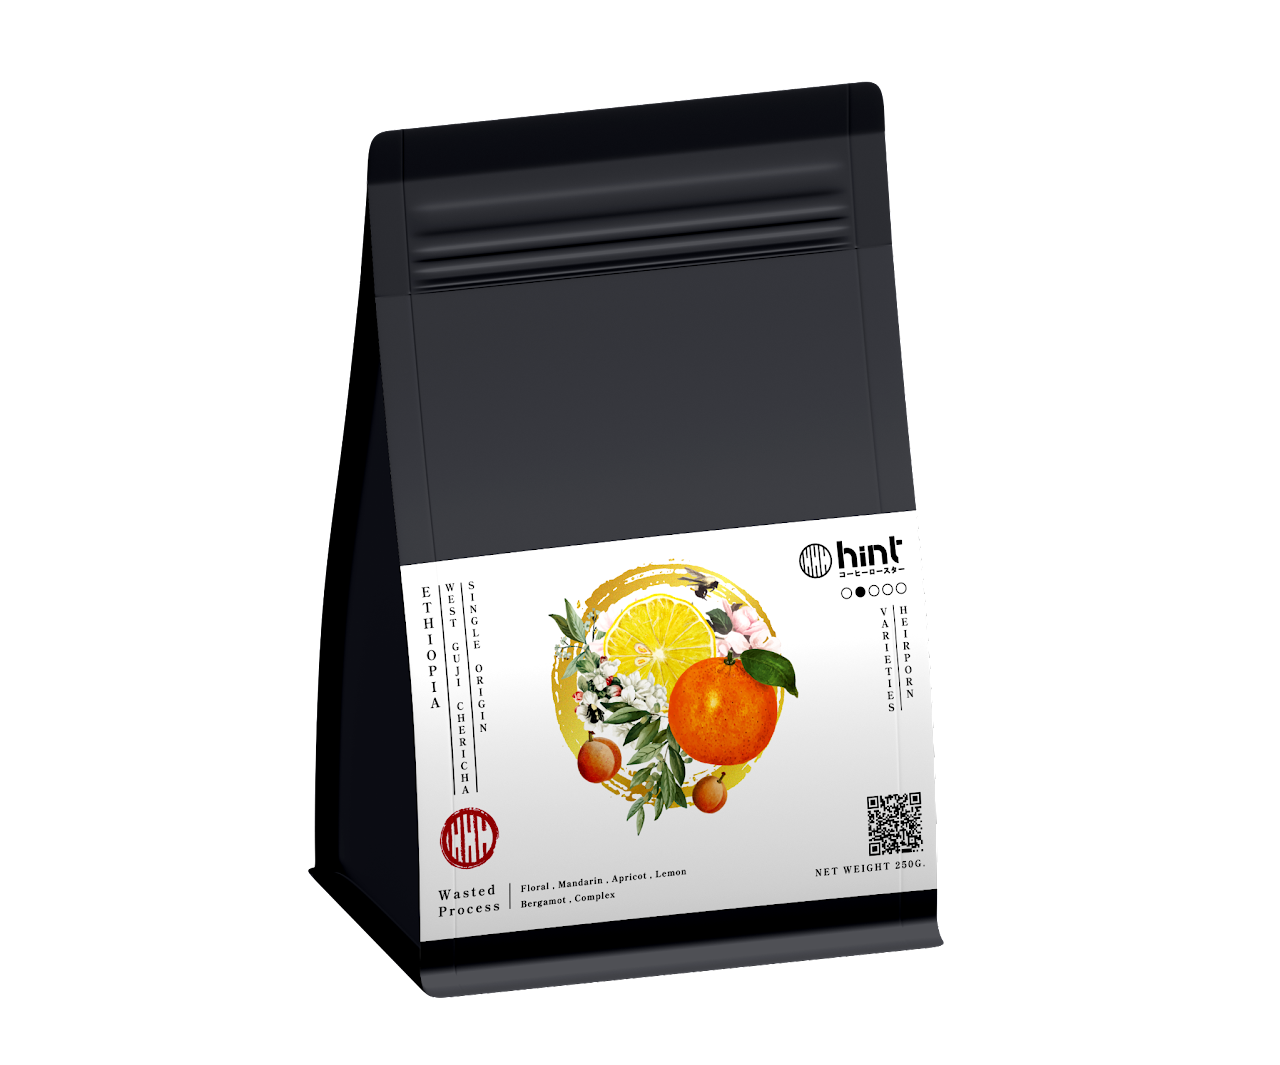 ETHIOPIA
WEST GUJI CHERICHA
SINGLE ORIGIN
hint
コーヒーロースター
VARIETIES
HEIRPORN
Wasted
Process
Floral , Mandarin , Apricot , Lemon
Bergamot , Complex
NET WEIGHT 250G.